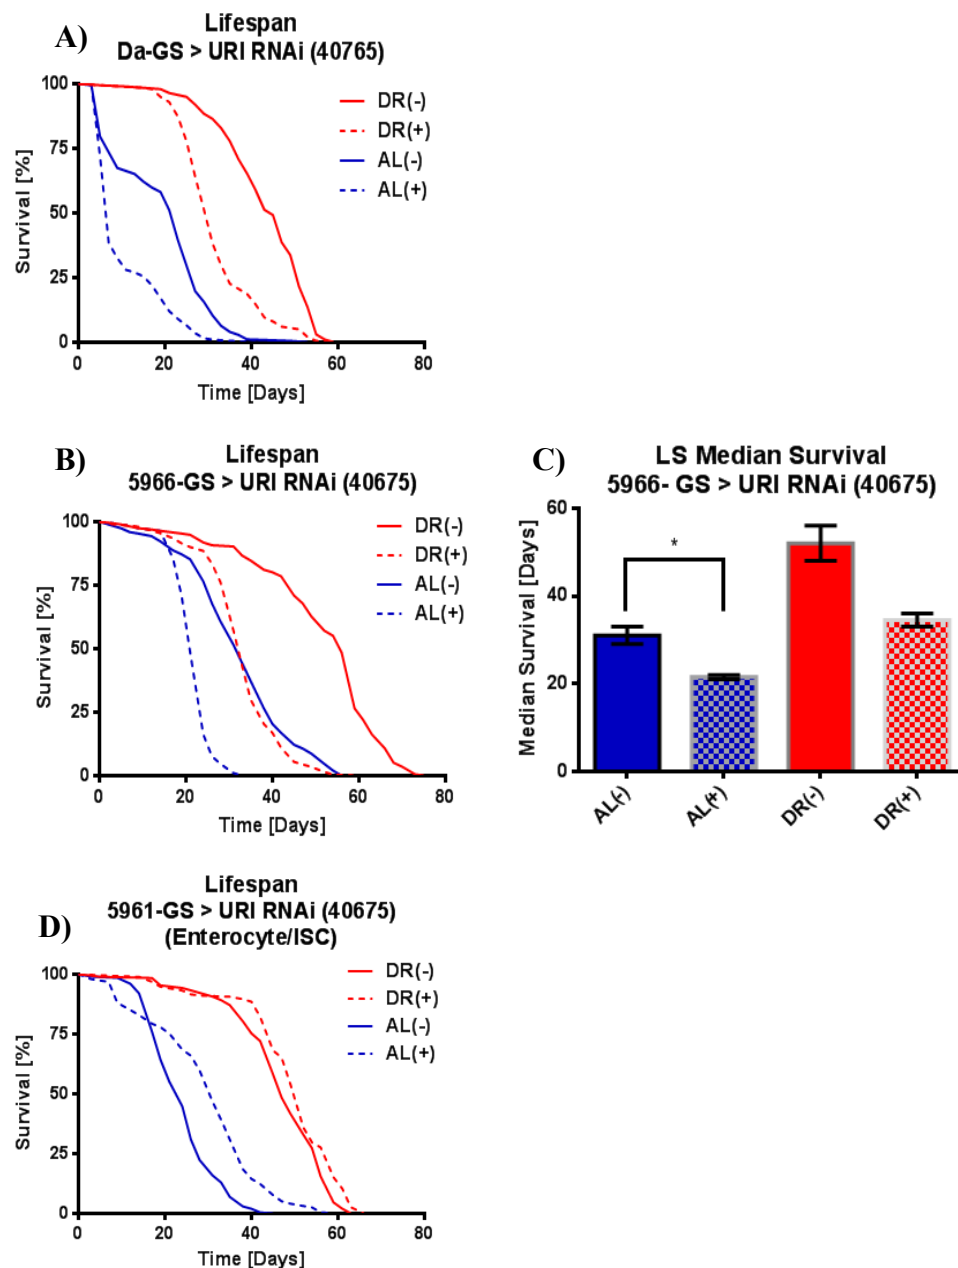 A)
Lifespan
Da-GS > URI RNAi (40765)
100
75
50
25
0
Survival [%]
DR(-)
DR(+)
AL(-)
AL(+)
0 20 40 60 80
Time [Days]
B)
Lifespan
5966-GS > URI RNAi (40675)
100
75
50
25
0
Survival [%]
DR(-)
DR(+)
AL(-)
AL(+)
0 20 40 60 80
Time [Days]
C)
LS Median Survival
5966- GS > URI RNAi (40675)
60
40
20
0
Median Survival [Days]
*
AL(-)
AL(+)
DR(-)
DR(+)
D)
Lifespan
5961-GS > URI RNAi (40675)
(Enterocyte/ISC)
100
75
50
25
0
Survival [%]
DR(-)
DR(+)
AL(-)
AL(+)
0 20 40 60 80
Time [Days]